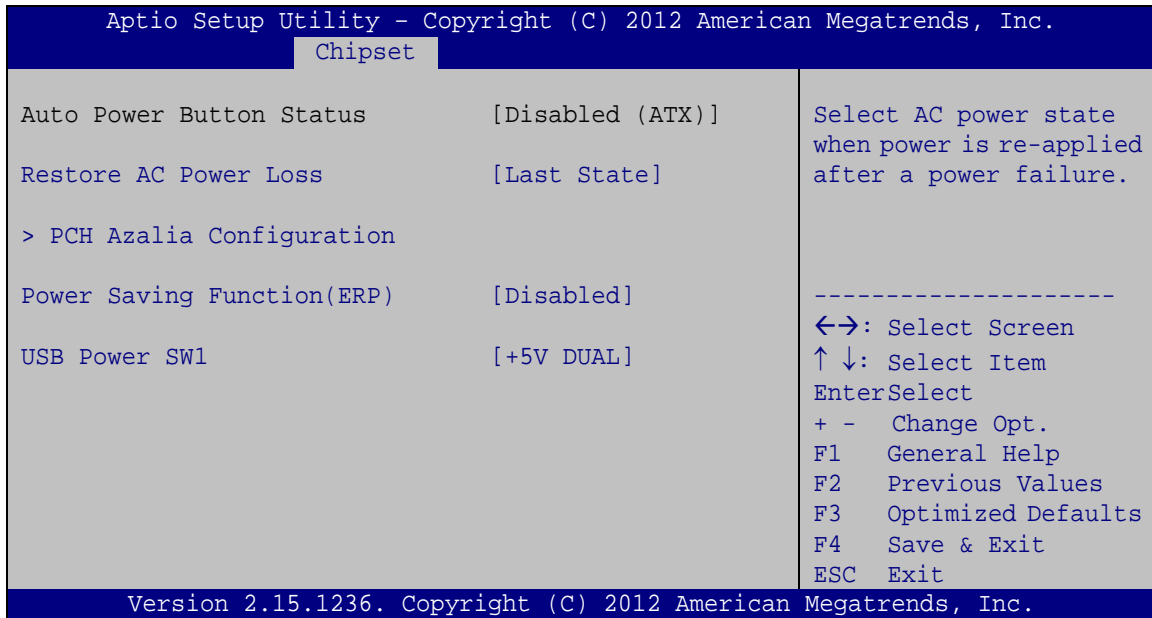 Aptio Setup Utility – Copyright (C) 2012 American Megatrends, Inc.
Chipset
Auto Power Button Status [Disabled (ATX)]
Restore AC Power Loss [Last State]
> PCH Azalia Configuration
Power Saving Function(ERP) [Disabled]
USB Power SW1 [+5V DUAL]
Select AC power state
when power is re-applied
after a power failure.
---------------------
←→: Select Screen
↑ ↓: Select Item
EnterSelect
+ - Change Opt.
F1 General Help
F2 Previous Values
F3 Optimized Defaults
F4 Save & Exit
ESC Exit
Version 2.15.1236. Copyright (C) 2012 American Megatrends, Inc.